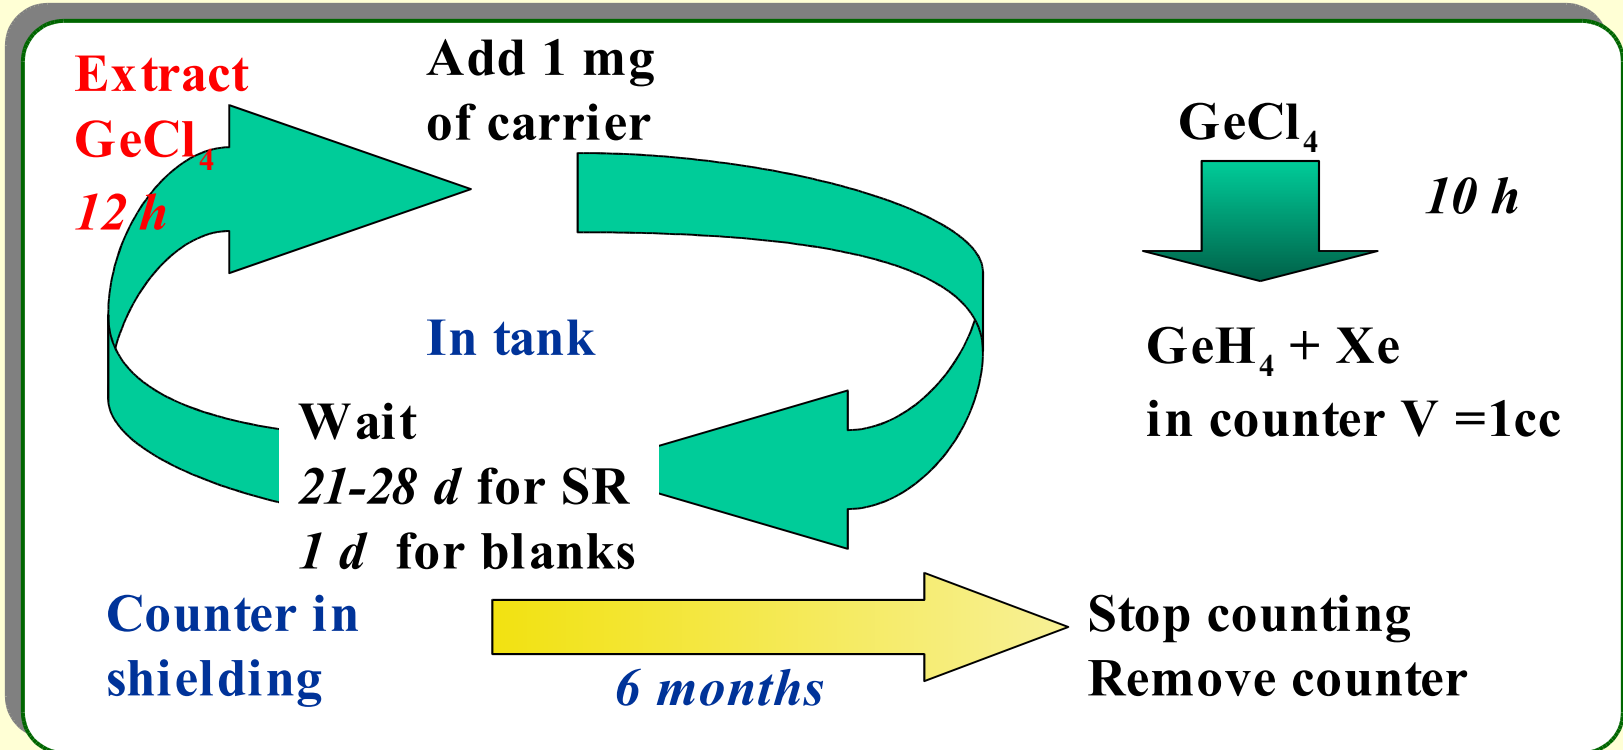 Extract
GeCl₄
12 h
Add 1 mg
of carrier
In tank
Wait
21-28 d for SR
1 d for blanks
GeCl₄
10 h
GeH₄ + Xe
in counter V =1cc
Counter in
shielding
6 months
Stop counting
Remove counter